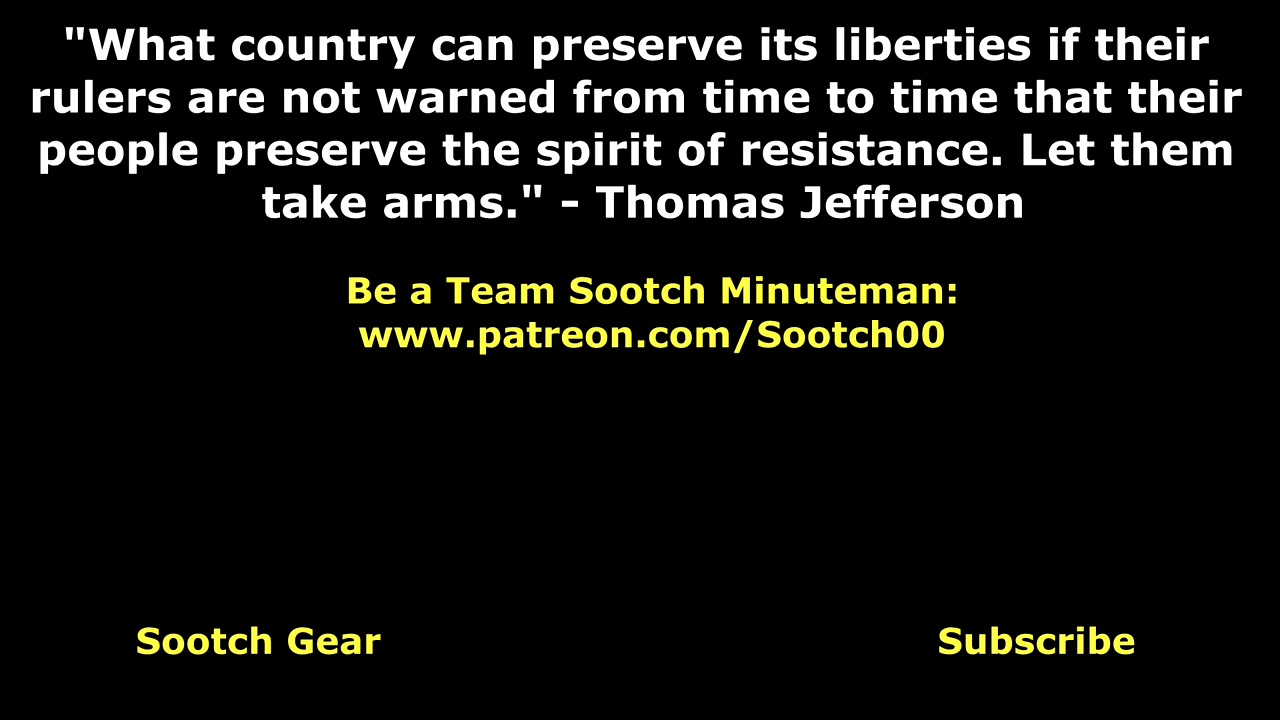 "What country can preserve its liberties if their
rulers are not warned from time to time that their
people preserve the spirit of resistance. Let them
take arms." - Thomas Jefferson
Be a Team Sootch Minuteman:
www.patreon.com/Sootch00
Sootch Gear
Subscribe